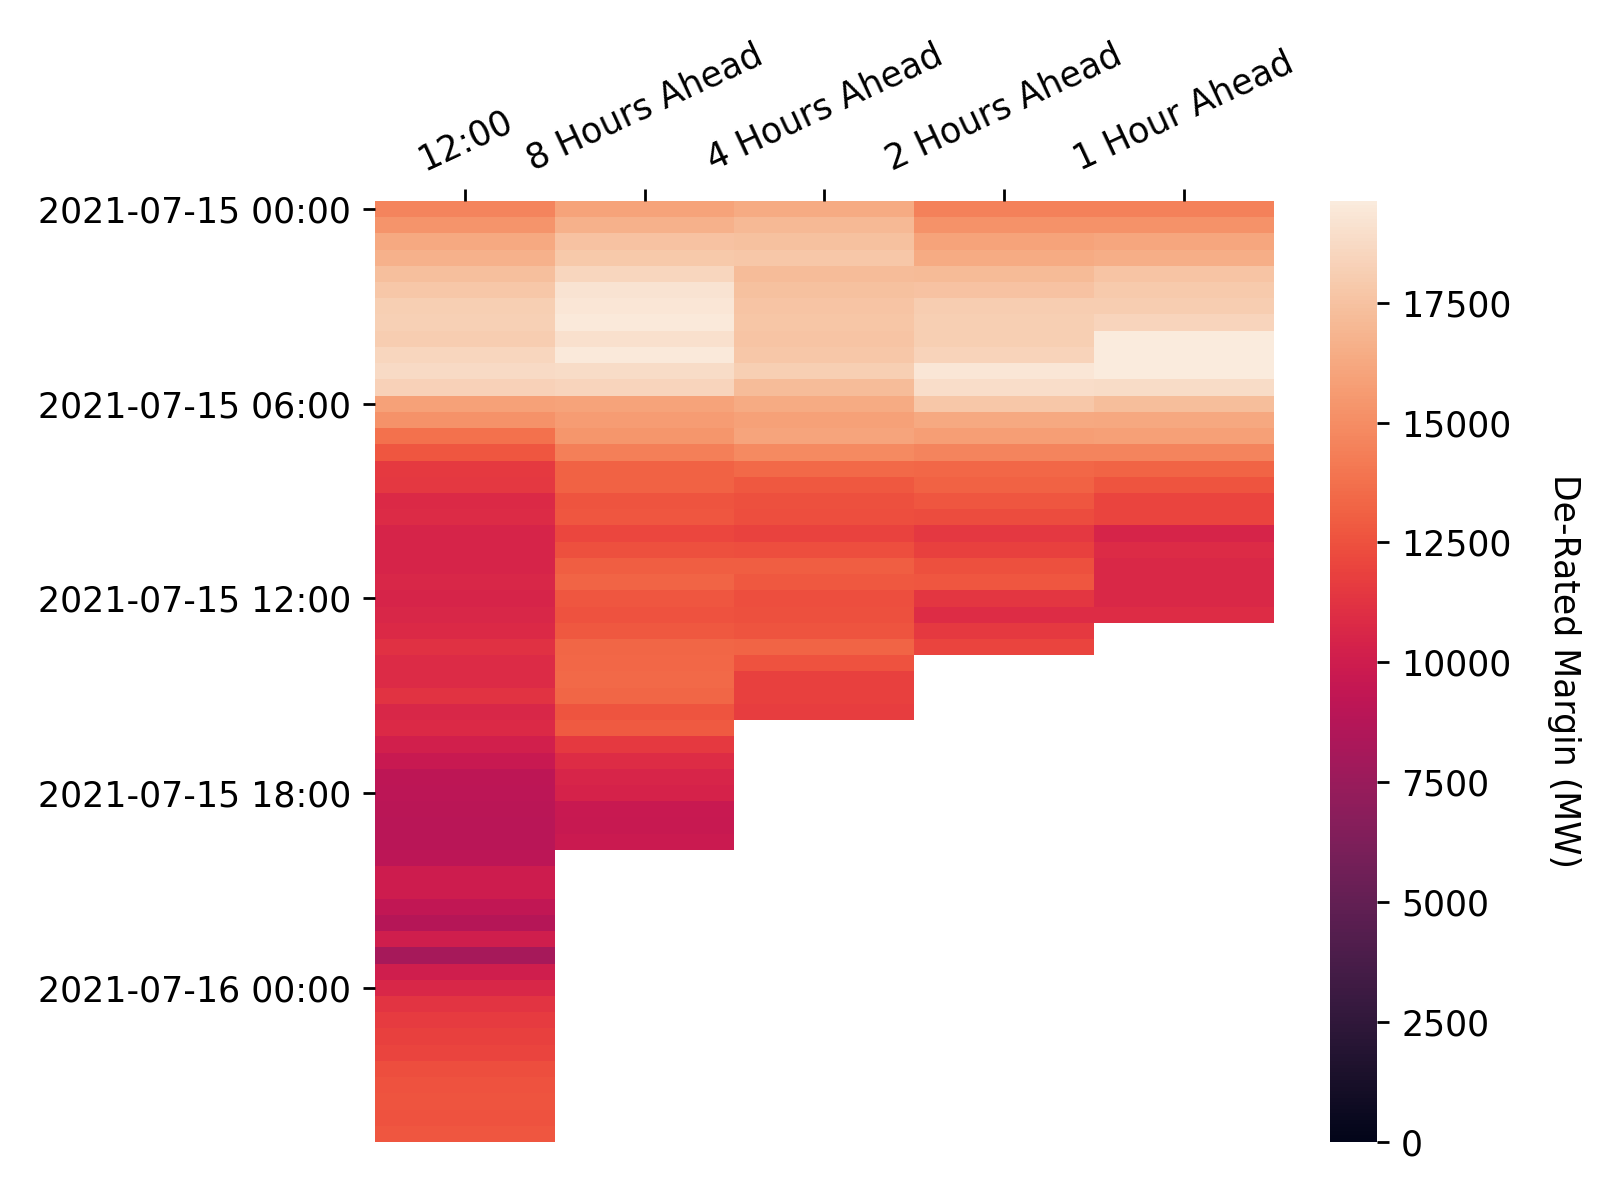 12:00
8 Hours Ahead
4 Hours Ahead
2 Hours Ahead
1 Hour Ahead
2021-07-15 00:00
2021-07-15 06:00
2021-07-15 12:00
2021-07-15 18:00
2021-07-16 00:00
17500
15000
12500
10000
7500
5000
2500
0
De-Rated Margin (MW)